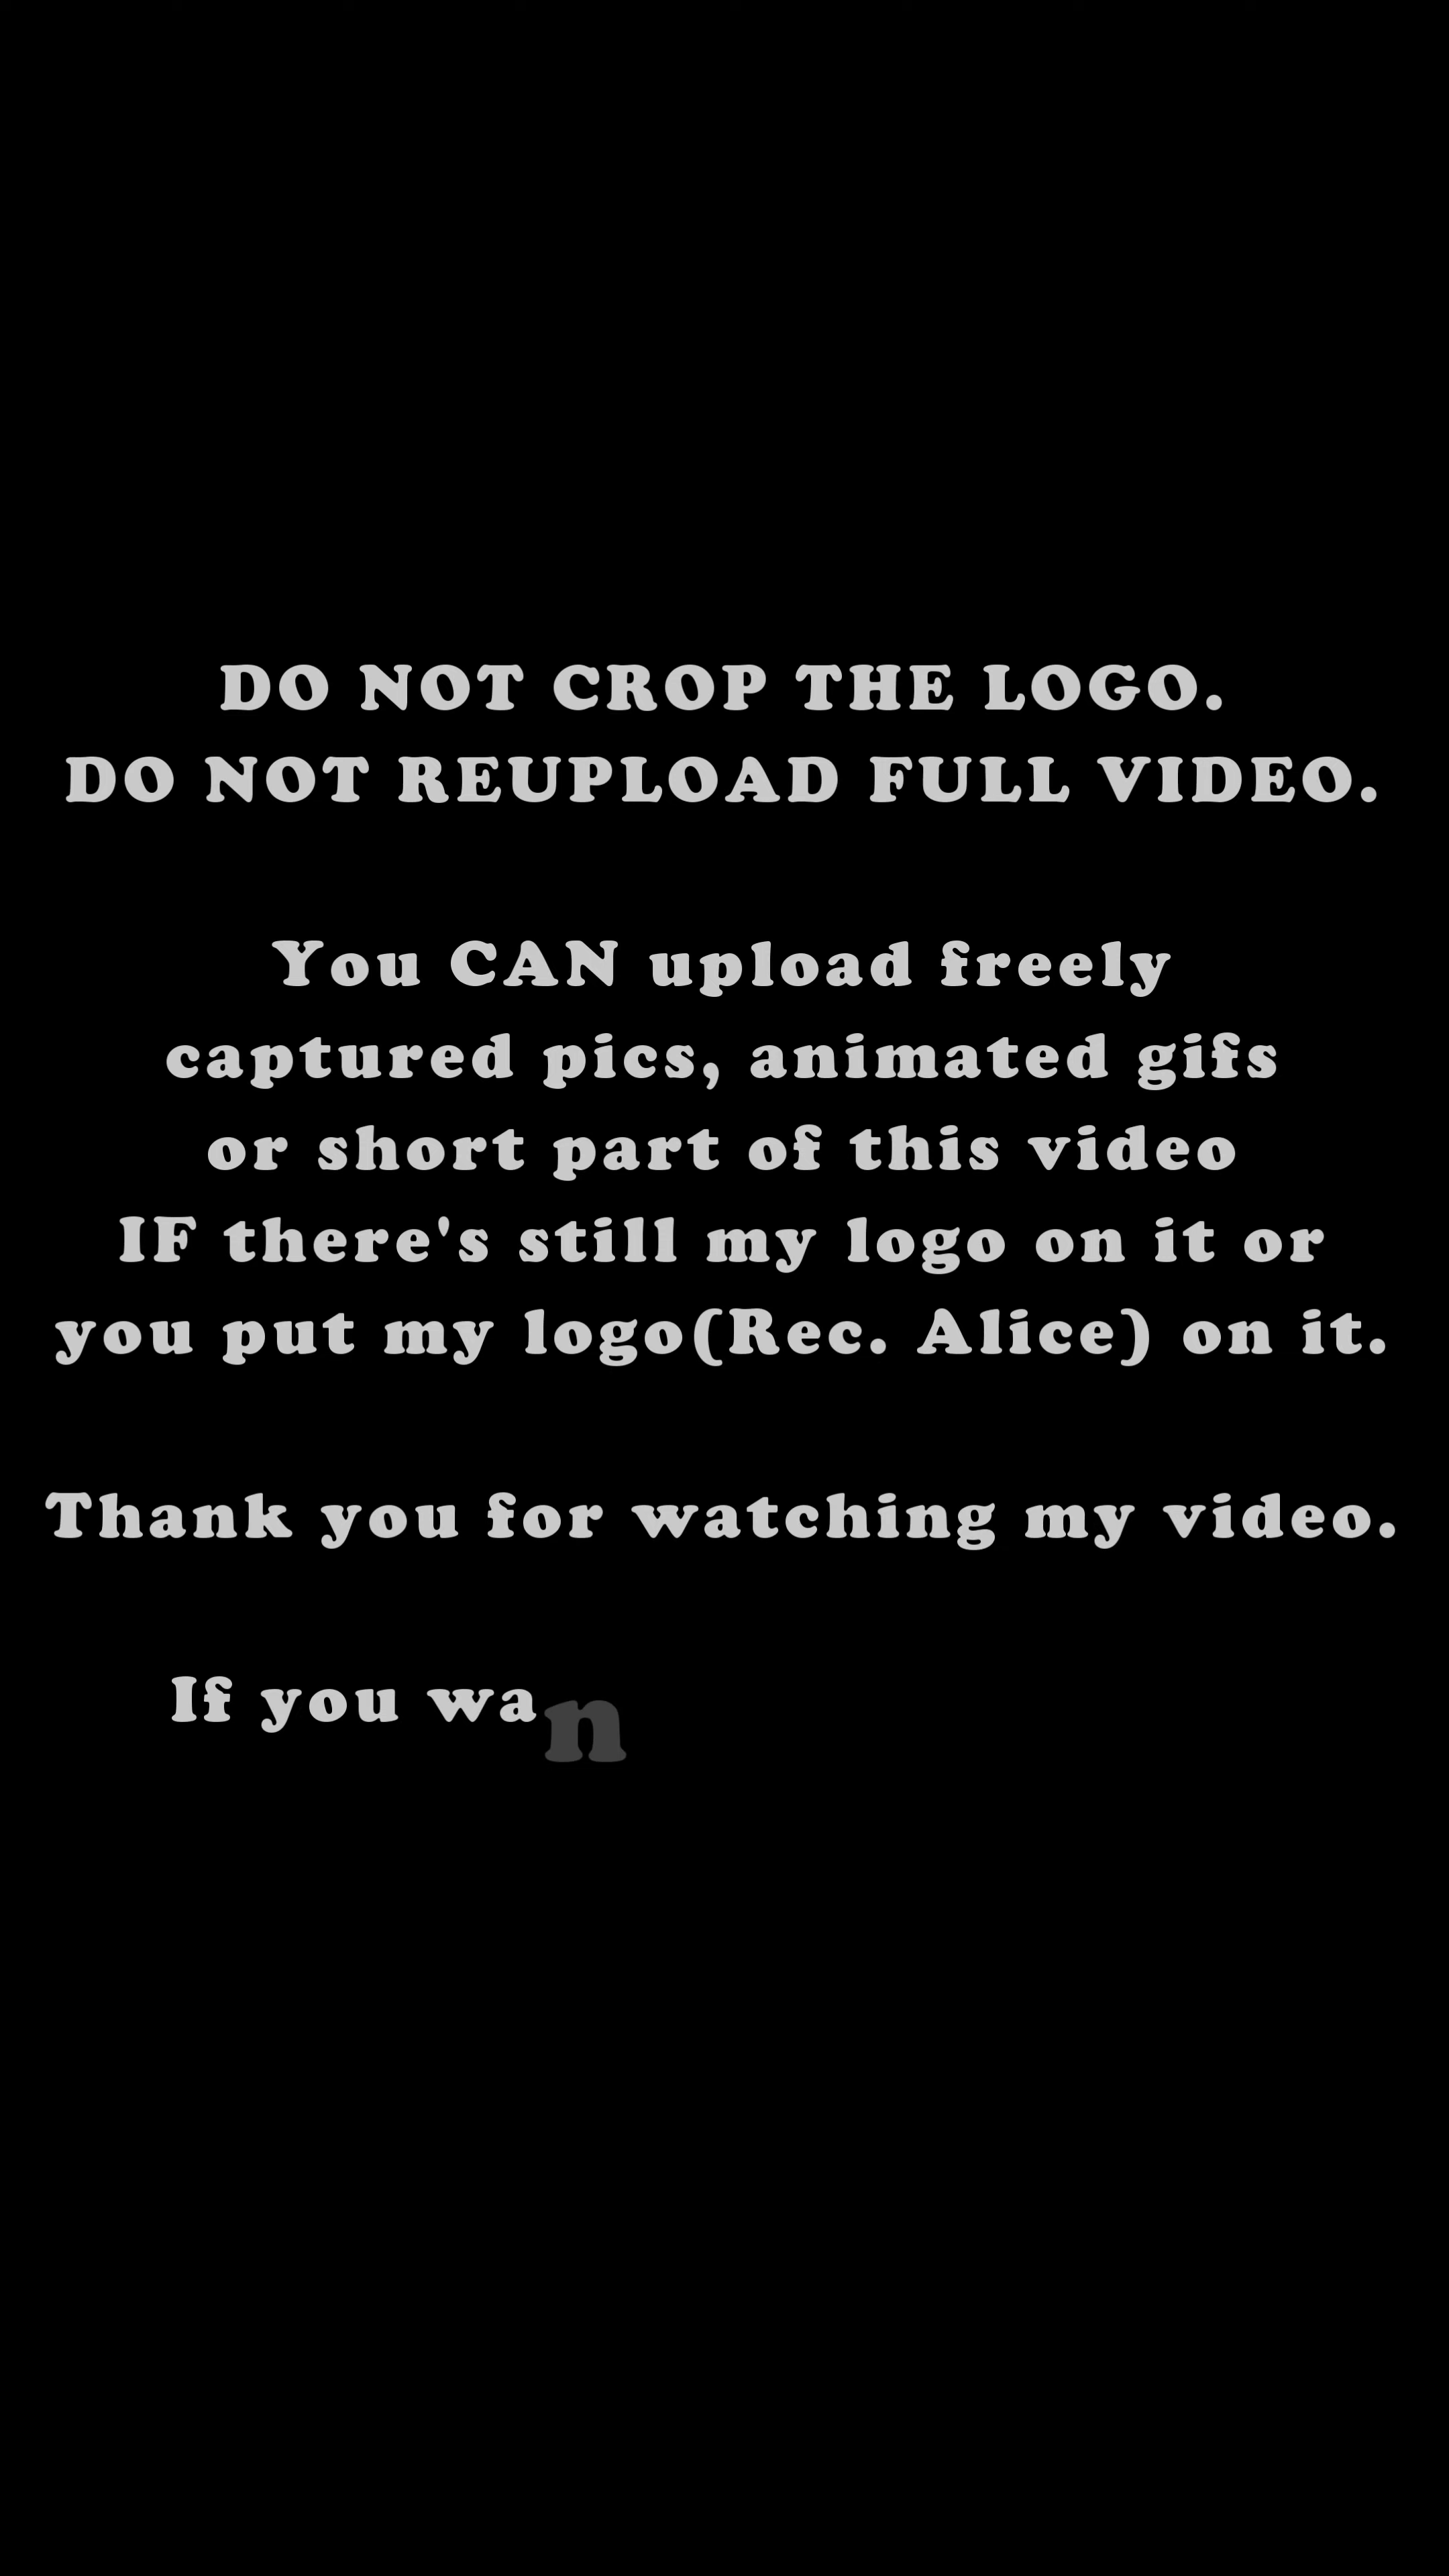 DO NOT CROP THE LOGO.
DO NOT REUPLOAD FULL VIDEO.
You CAN upload freely
captured pics, animated gifs
or short part of this video
IF there's still my logo on it or
you put my logo(Rec. Alice) on it.
Thank you for watching my video.
If you wan